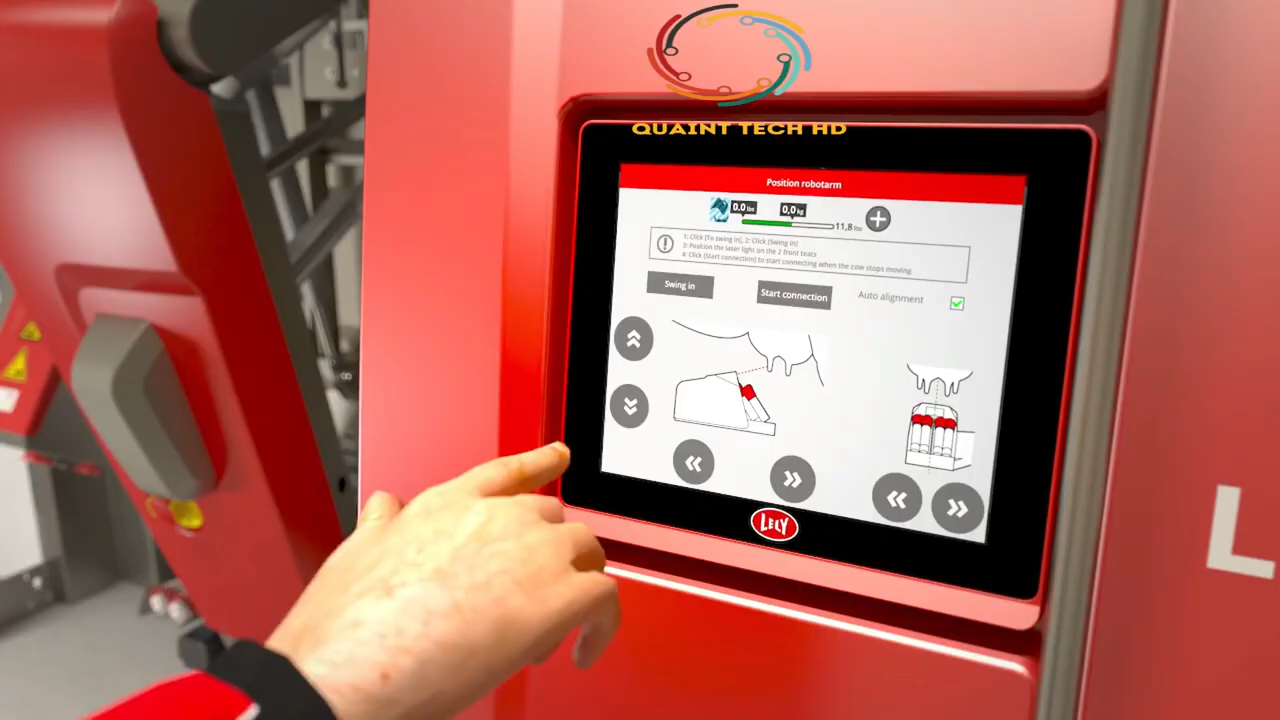 QUAINT TECH HD
Position robotarm
0.0 lbs
0,0 kg
11,8 lbs
1: Click [To swing in], 2: Click [Swing in]
3: Position the laser light on the 2 front teats
4: Click [Start connection] to start connecting when the cow stops moving
Swing in
Start connection
Auto alignment
LELY
L